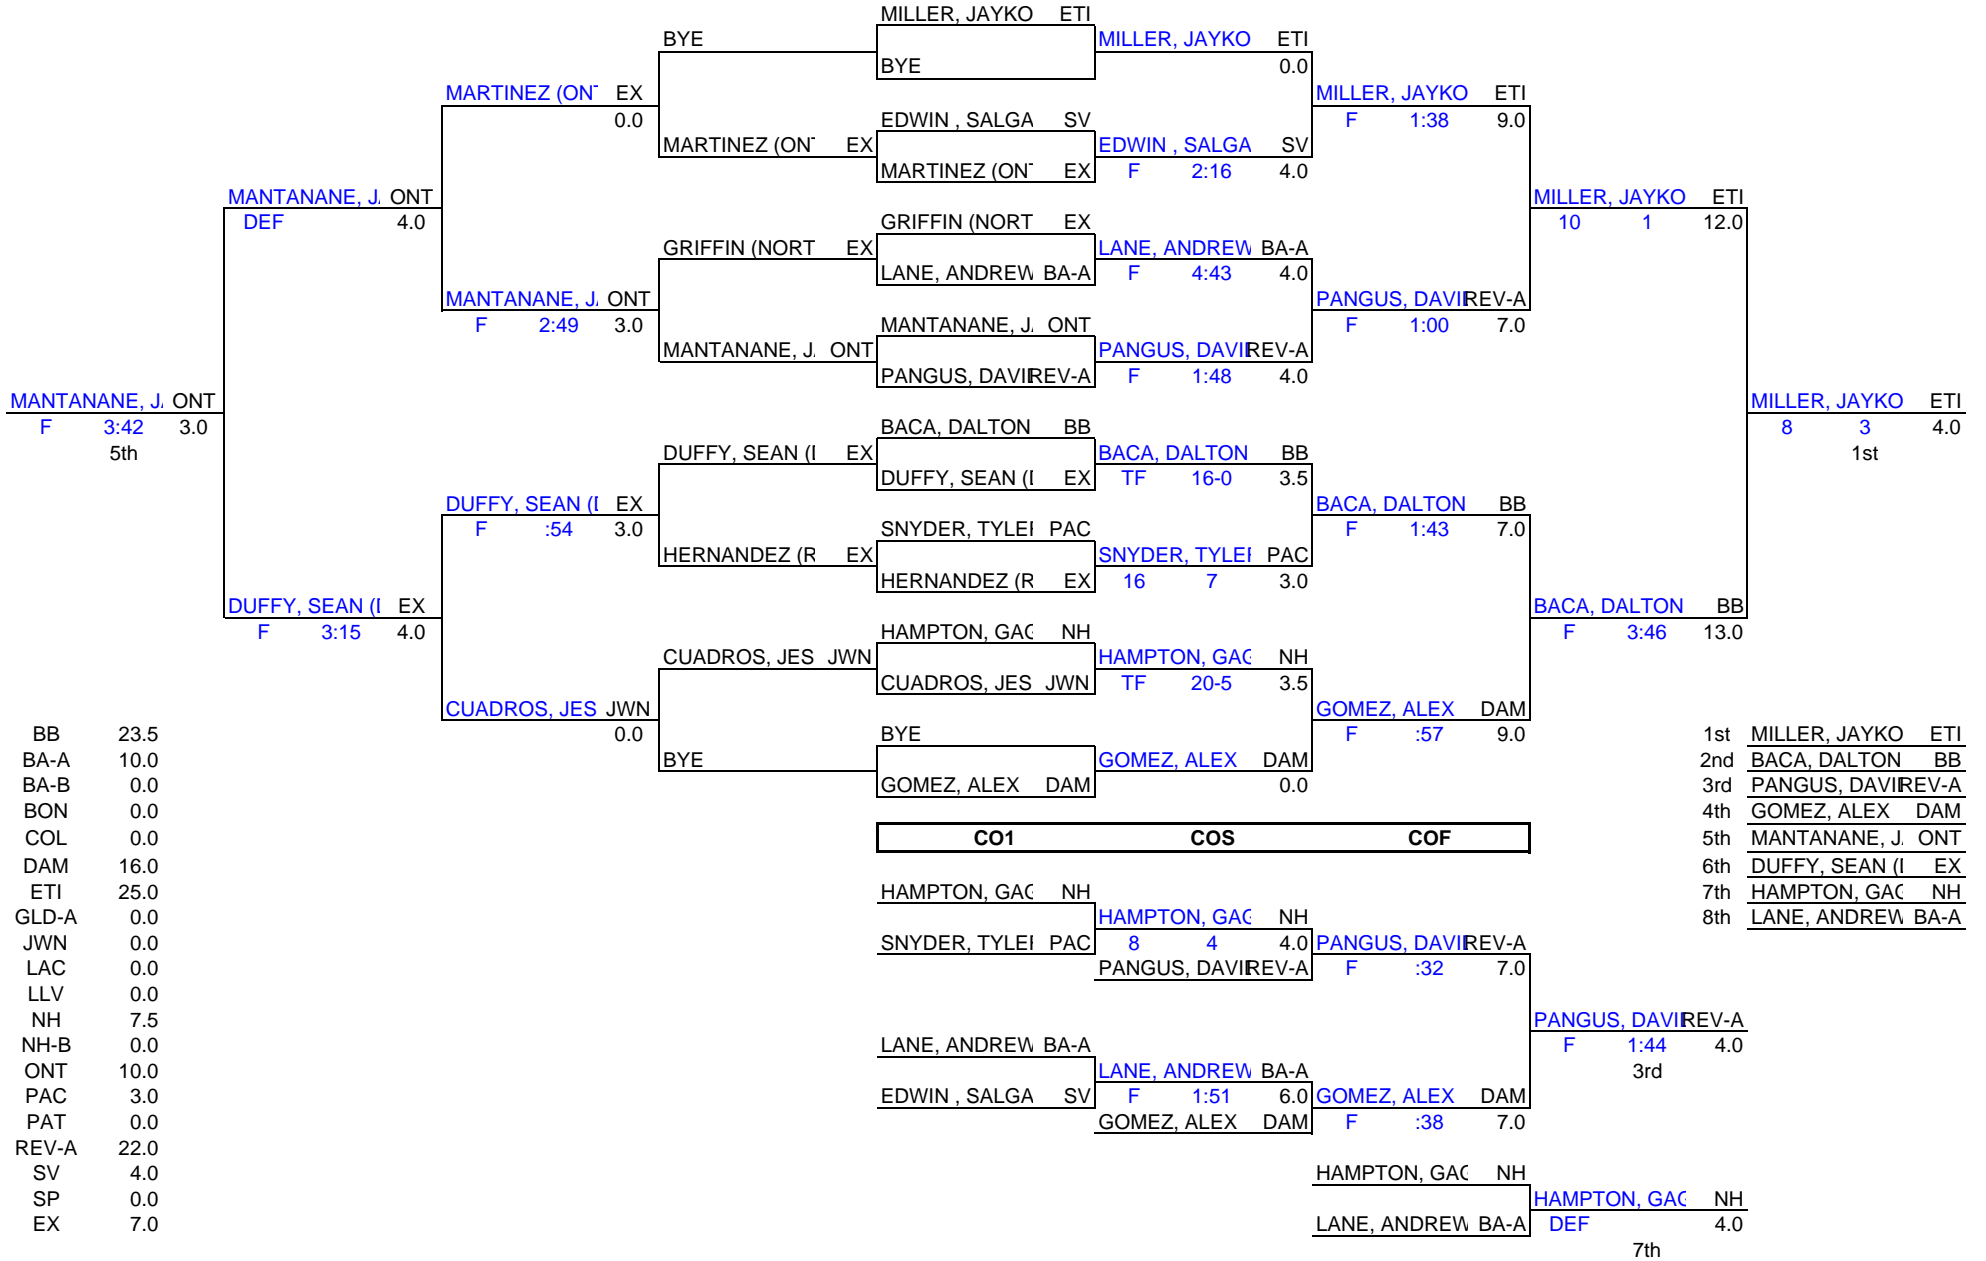 MILLER, JAYKO ETI
BYE MILLER, JAYKO ETI
BYE 0.0
MARTINEZ (ONT EX MILLER, JAYKO ETI
0.0 EDWIN , SALGA SV F 1:38 9.0
MARTINEZ (ONT EX EDWIN , SALGA SV
MARTINEZ (ONT EX F 2:16 4.0
MANTANANE, J ONT MILLER, JAYKO ETI
DEF 4.0 GRIFFIN (NORT EX 10 1 12.0
GRIFFIN (NORT EX LANE, ANDREW BA-A
LANE, ANDREW BA-A F 4:43 4.0
MANTANANE, J ONT PANGUS, DAVI REV-A
F 2:49 3.0 MANTANANE, J ONT F 1:00 7.0
MANTANANE, J ONT PANGUS, DAVI REV-A
PANGUS, DAVI REV-A F 1:48 4.0
MANTANANE, J ONT MILLER, JAYKO ETI
F 3:42 3.0 BACA, DALTON BB 8 3 4.0
5th DUFFY, SEAN ( EX BACA, DALTON BB 1st
DUFFY, SEAN ( EX TF 16-0 3.5
DUFFY, SEAN ( EX BACA, DALTON BB
F :54 3.0 SNYDER, TYLE PAC F 1:43 7.0
HERNANDEZ (R EX SNYDER, TYLE PAC
HERNANDEZ (R EX 16 7 3.0
DUFFY, SEAN ( EX BACA, DALTON BB
F 3:15 4.0 HAMPTON, GAG NH F 3:46 13.0
CUADROS, JES JWN HAMPTON, GAG NH
CUADROS, JES JWN TF 20-5 3.5
CUADROS, JES JWN GOMEZ, ALEX DAM
BB 23.5 0.0 BYE F :57 9.0 1st MILLER, JAYKO ETI
BA-A 10.0 BYE GOMEZ, ALEX DAM 2nd BACA, DALTON BB
BA-B 0.0 GOMEZ, ALEX DAM 0.0 3rd PANGUS, DAVI REV-A
BON 0.0 4th GOMEZ, ALEX DAM
COL 0.0 CO1 COS COF 5th MANTANANE, J ONT
DAM 16.0 6th DUFFY, SEAN ( EX
ETI 25.0 HAMPTON, GAG NH 7th HAMPTON, GAG NH
GLD-A 0.0 HAMPTON, GAG NH 8th LANE, ANDREW BA-A
JWN 0.0 SNYDER, TYLE PAC 8 4 4.0 PANGUS, DAVI REV-A
LAC 0.0 PANGUS, DAVI REV-A F :32 7.0
LLV 0.0
NH 7.5 PANGUS, DAVI REV-A
NH-B 0.0 LANE, ANDREW BA-A F 1:44 4.0
ONT 10.0 LANE, ANDREW BA-A 3rd
PAC 3.0 EDWIN , SALGA SV F 1:51 6.0 GOMEZ, ALEX DAM
PAT 0.0 GOMEZ, ALEX DAM F :38 7.0
REV-A 22.0
SV 4.0 HAMPTON, GAG NH
SP 0.0 HAMPTON, GAG NH
EX 7.0 LANE, ANDREW BA-A DEF 4.0
7th